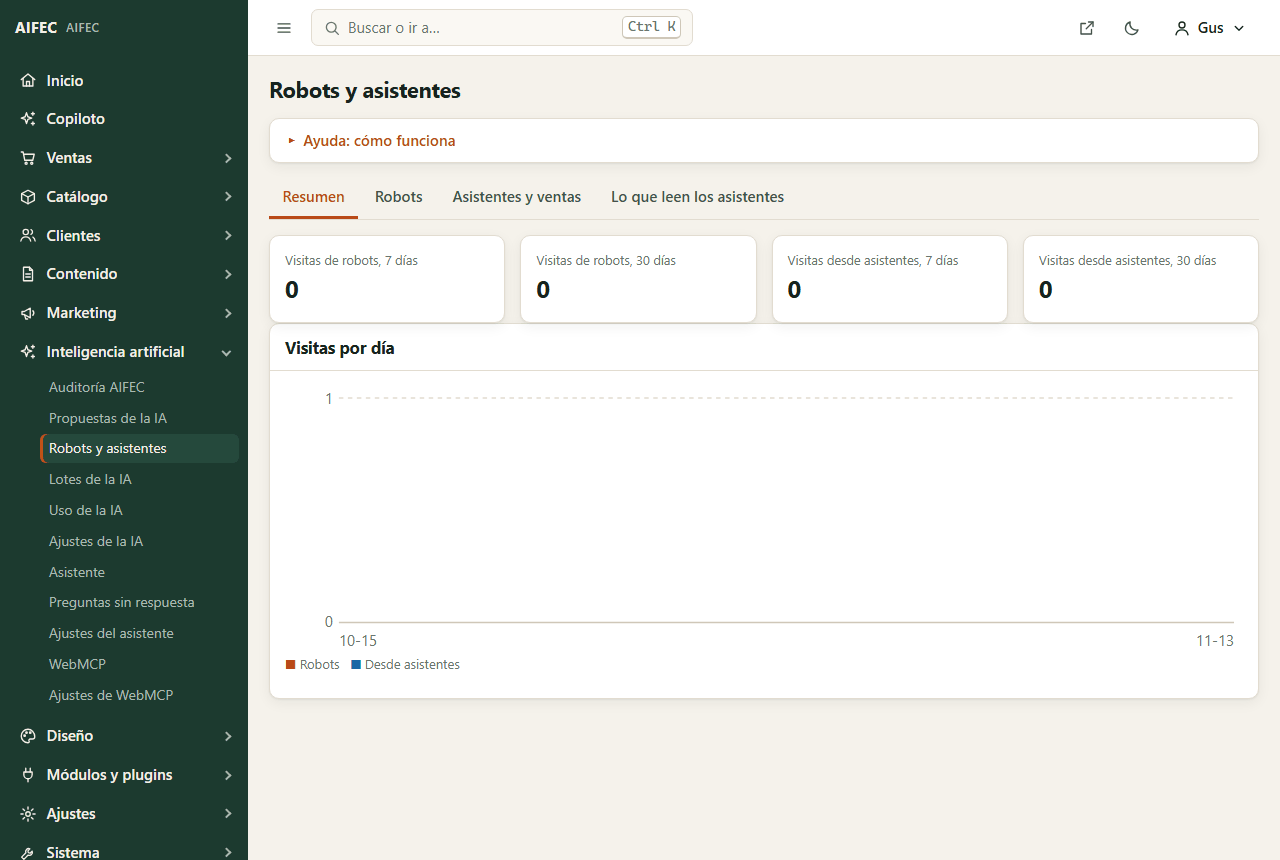 AIFEC AIFEC
Buscar o ir a... Ctrl K
Gus
Inicio
Copiloto
Ventas
Catálogo
Clientes
Contenido
Marketing
Inteligencia artificial
Auditoría AIFEC
Propuestas de la IA
Robots y asistentes
Lotes de la IA
Uso de la IA
Ajustes de la IA
Asistente
Preguntas sin respuesta
Ajustes del asistente
WebMCP
Ajustes de WebMCP
Diseño
Módulos y plugins
Ajustes
Sistema
Robots y asistentes
Ayuda: cómo funciona
Resumen Robots Asistentes y ventas Lo que leen los asistentes
Visitas de robots, 7 días
0
Visitas de robots, 30 días
0
Visitas desde asistentes, 7 días
0
Visitas desde asistentes, 30 días
0
Visitas por día
1
0
10-15 11-13
Robots Desde asistentes